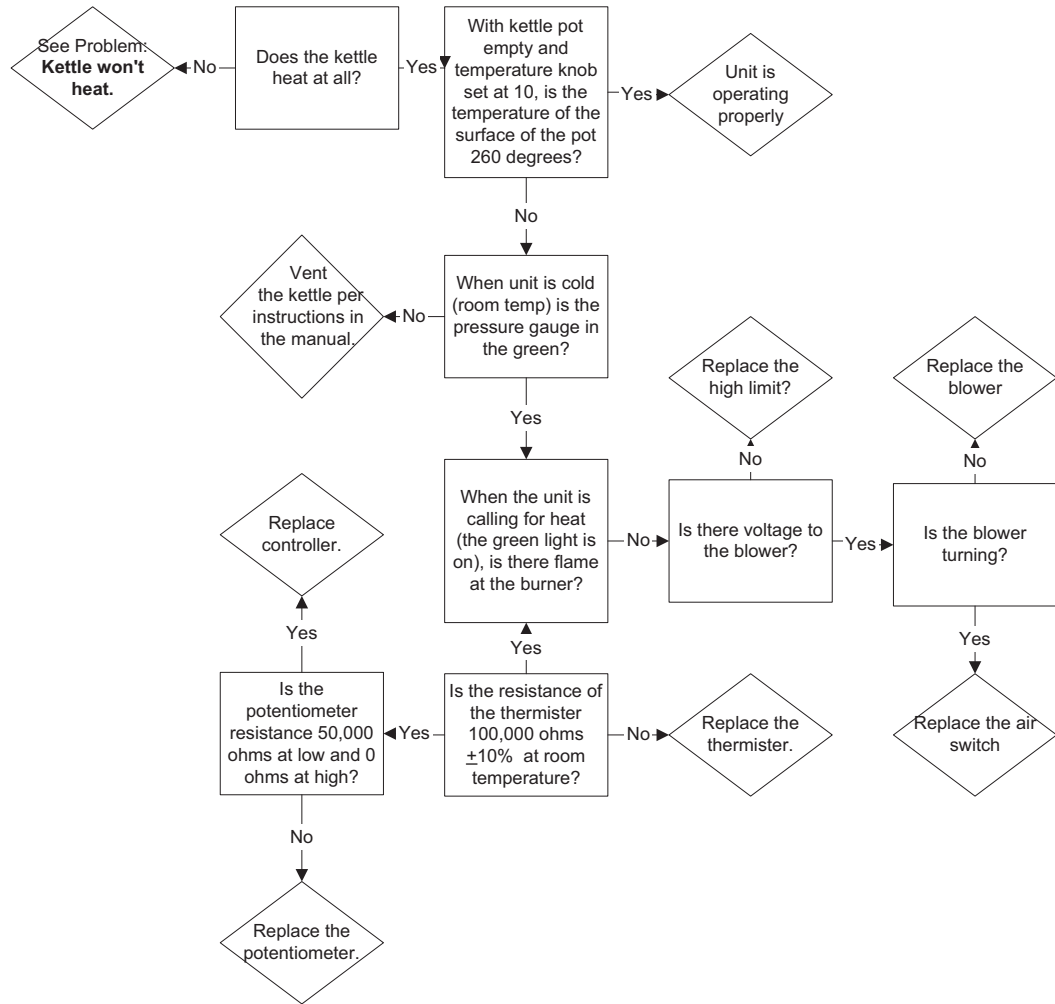 See Problem:
Kettle won't
heat.
No
Does the kettle
heat at all?
Yes
With kettle pot
empty and
temperature knob
set at 10, is the
temperature of the
surface of the pot
260 degrees?
Yes
Unit is
operating
properly
No
Vent
the kettle per
instructions in
the manual.
No
When unit is cold
(room temp) is the
pressure gauge in
the green?
Yes
Replace the
high limit?
Replace the
blower
No
No
Replace
controller.
When the unit is
calling for heat
(the green light is
on), is there flame
at the burner?
No
Is there voltage to
the blower?
Yes
Is the blower
turning?
Yes
Yes
Yes
Is the
potentiometer
resistance 50,000
ohms at low and 0
ohms at high?
Yes
Is the resistance of
the thermister
100,000 ohms
±10% at room
temperature?
No
Replace the
thermister.
Replace the air
switch
No
Replace the
potentiometer.